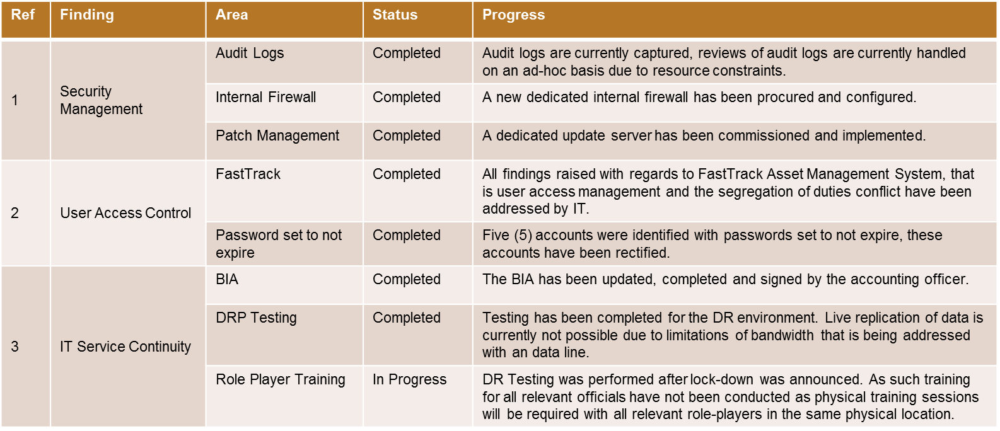 Ref Finding Area Status Progress
1
Security
Management
Audit Logs Completed Audit logs are currently captured, reviews of audit logs are currently handled
on an ad-hoc basis due to resource constraints.
Internal Firewall Completed A new dedicated internal firewall has been procured and configured.
Patch Management Completed A dedicated update server has been commissioned and implemented.
2
User Access Control
FastTrack Completed All findings raised with regards to FastTrack Asset Management System, that
is user access management and the segregation of duties conflict have been
addressed by IT.
Password set to not
expire
Completed Five (5) accounts were identified with passwords set to not expire, these
accounts have been rectified.
3
IT Service Continuity
BIA Completed The BIA has been updated, completed and signed by the accounting officer.
DRP Testing Completed Testing has been completed for the DR environment. Live replication of data is
currently not possible due to limitations of bandwidth that is being addressed
with an data line.
Role Player Training In Progress DR Testing was performed after lock-down was announced. As such training
for all relevant officials have not been conducted as physical training sessions
will be required with all relevant role-players in the same physical location.